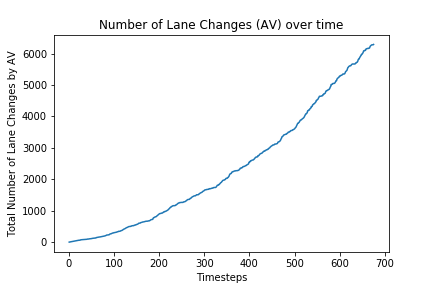 Number of Lane Changes (AV) over time
Total Number of Lane Changes by AV
6000
5000
4000
3000
2000
1000
0
0 100 200 300 400 500 600 700
Timesteps